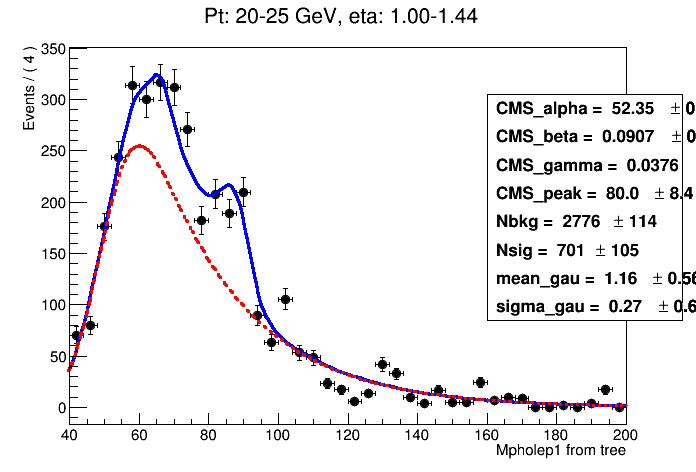 Pt: 20-25 GeV, eta: 1.00-1.44
Events / ( 4 )
350
300
250
200
150
100
50
0
CMS_alpha = 52.35 ± 0
CMS_beta = 0.0907 ± 0
CMS_gamma = 0.0376
CMS_peak = 80.0 ± 8.4
Nbkg = 2776 ± 114
Nsig = 701 ± 105
mean_gau = 1.16 ± 0.56
sigma_gau = 0.27 ± 0.6
40 60 80 100 120 140 160 180 200
Mpholep1 from tree